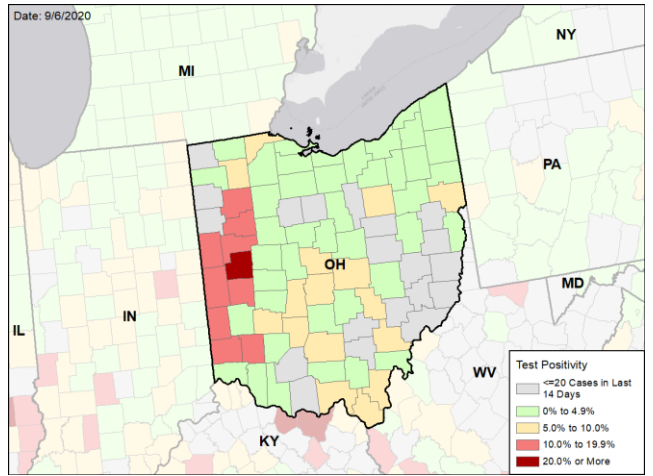 Date: 9/6/2020
NY
MI
PA
OH
IL
IN
MD
WV
KY
Test Positivity
<=20 Cases in Last
14 Days
0% to 4.9%
5.0% to 10.0%
10.0% to 19.9%
20.0% or More